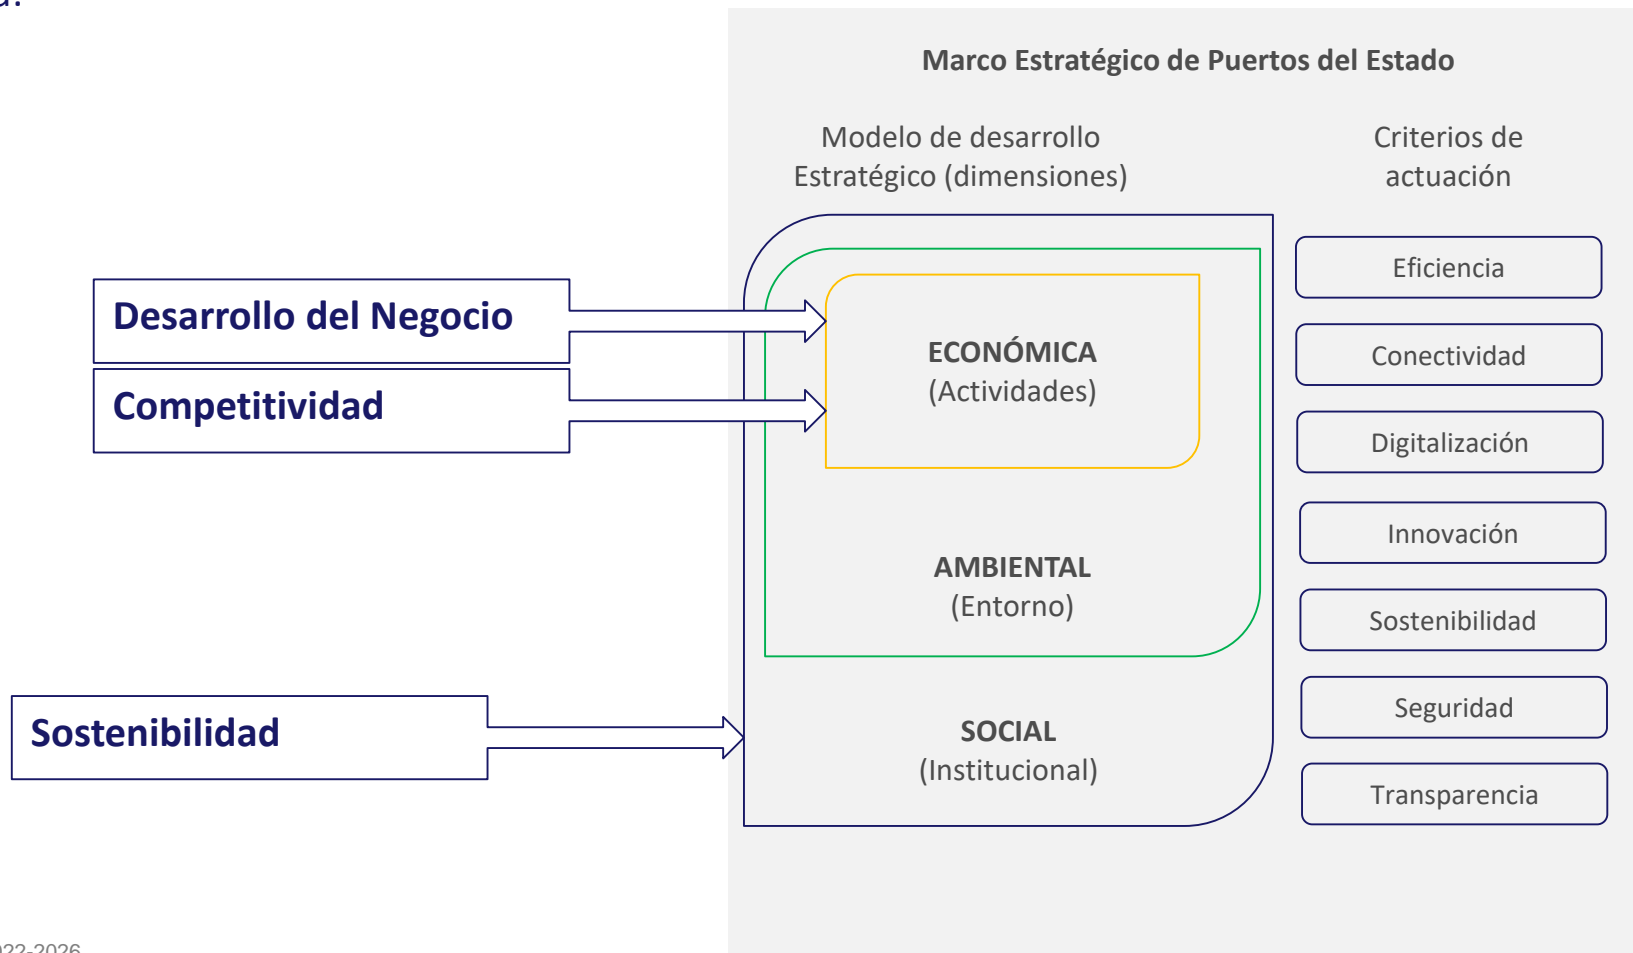 Marco Estratégico de Puertos del Estado
Modelo de desarrollo
Estratégico (dimensiones)
Criterios de
actuación
Desarrollo del Negocio
Competitividad
Sostenibilidad
ECONÓMICA
(Actividades)
AMBIENTAL
(Entorno)
SOCIAL
(Institucional)
Eficiencia
Conectividad
Digitalización
Innovación
Sostenibilidad
Seguridad
Transparencia